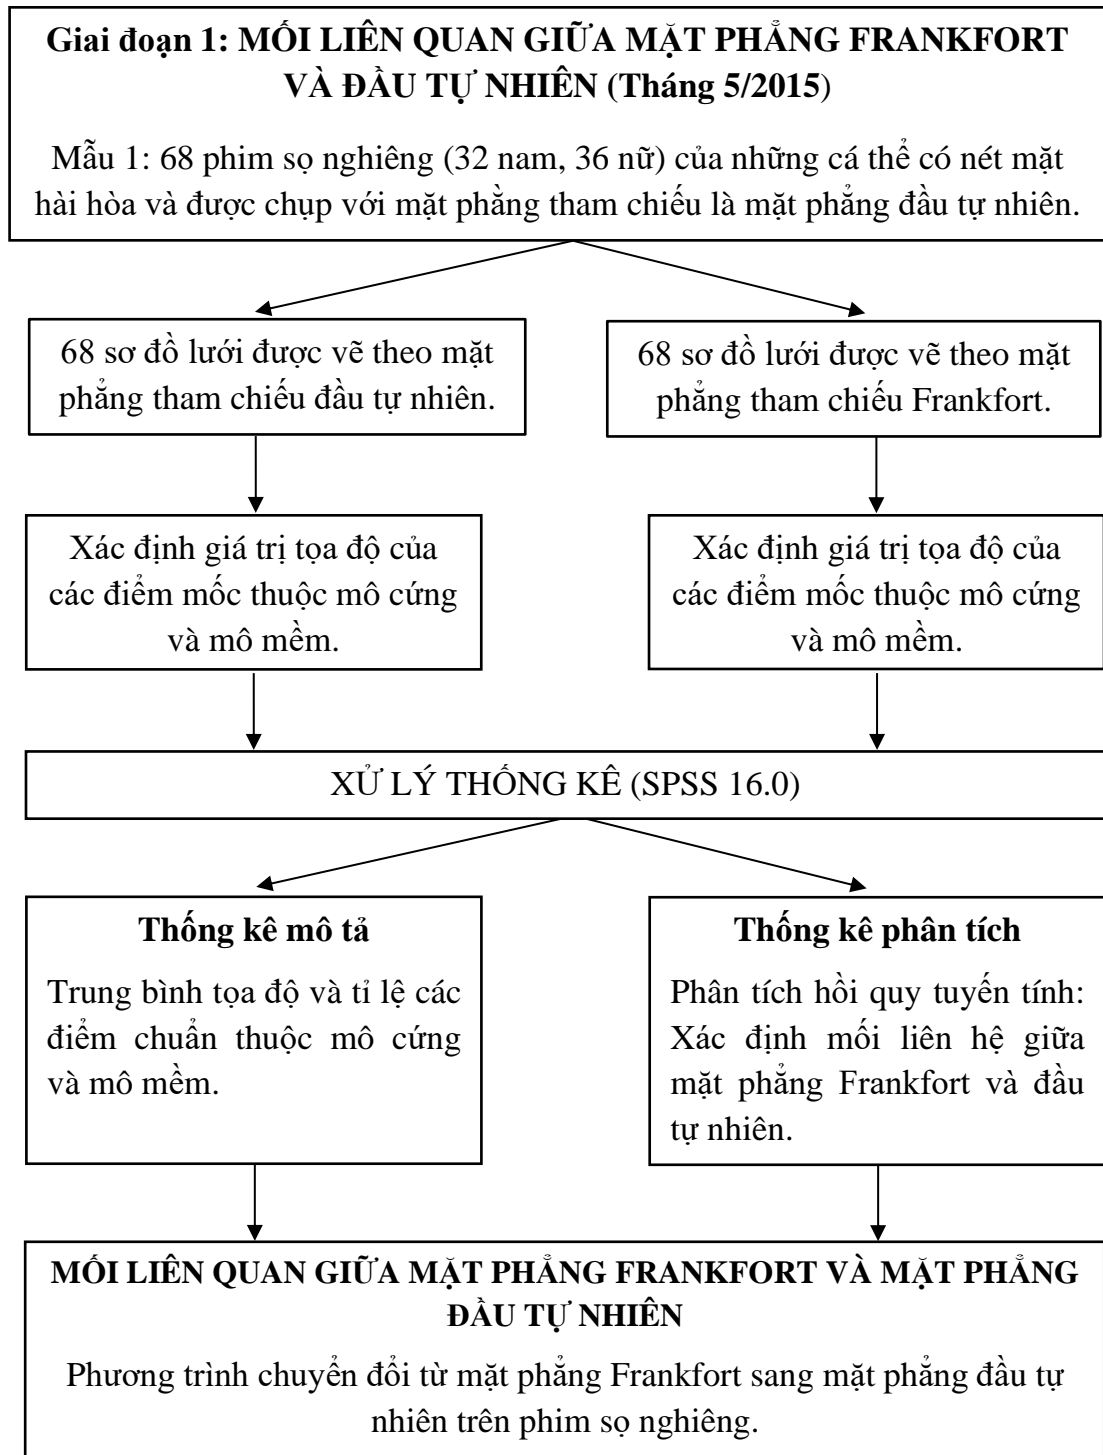 Giai đoạn 1: MỐI LIÊN QUAN GIỮA MẶT PHẲNG FRANKFORT
VÀ ĐẦU TỰ NHIÊN (Tháng 5/2015)
Mẫu 1: 68 phim sọ nghiêng (32 nam, 36 nữ) của những cá thể có nét mặt
hài hòa và được chụp với mặt phẳng tham chiếu là mặt phẳng đầu tự nhiên.
68 sơ đồ lưới được vẽ theo mặt
phẳng tham chiếu đầu tự nhiên.
68 sơ đồ lưới được vẽ theo mặt
phẳng tham chiếu Frankfort.
Xác định giá trị tọa độ của
các điểm mốc thuộc mô cứng
và mô mềm.
Xác định giá trị tọa độ của
các điểm mốc thuộc mô cứng
và mô mềm.
XỬ LÝ THỐNG KÊ (SPSS 16.0)
Thống kê mô tả
Trung bình tọa độ và tỉ lệ các
điểm chuẩn thuộc mô cứng
và mô mềm.
Thống kê phân tích
Phân tích hồi quy tuyến tính:
Xác định mối liên hệ giữa
mặt phẳng Frankfort và đầu
tự nhiên.
MỐI LIÊN QUAN GIỮA MẶT PHẲNG FRANKFORT VÀ MẶT PHẲNG
ĐẦU TỰ NHIÊN
Phương trình chuyển đổi từ mặt phẳng Frankfort sang mặt phẳng đầu tự
nhiên trên phim sọ nghiêng.